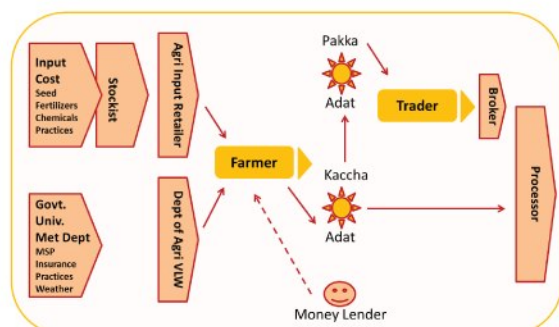 Input
Cost
Seed
Fertilizers
Chemicals
Practices
Stockist
Agri Input Retailer
Govt.
Univ.
Met Dept
MSP
Insurance
Practices
Weather
Dept of Agri VLW
Farmer
Pakka
Adat
Kaccha
Adat
Money Lender
Trader
Broker
Processor